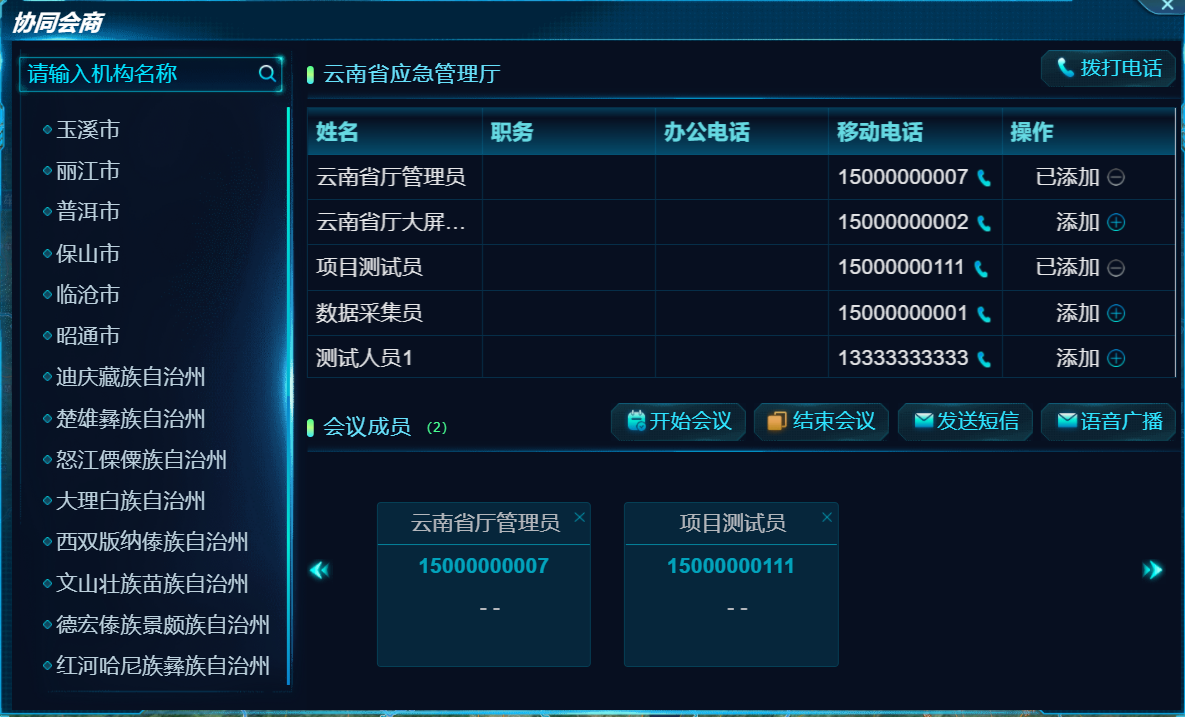 协同会商
请输入机构名称
玉溪市
丽江市
普洱市
保山市
临沧市
昭通市
迪庆藏族自治州
楚雄彝族自治州
怒江傈僳族自治州
大理白族自治州
西双版纳傣族自治州
文山壮族苗族自治州
德宏傣族景颇族自治州
红河哈尼族彝族自治州
云南省应急管理厅 拨打电话
姓名 职务 办公电话 移动电话 操作
云南省厅管理员 15000000007 已添加
云南省厅大屏... 15000000002 添加
项目测试员 15000000111 已添加
数据采集员 15000000001 添加
测试人员1 13333333333 添加
会议成员 (2) 开始会议 结束会议 发送短信 语音广播
云南省厅管理员 项目测试员
15000000007 15000000111
-- --